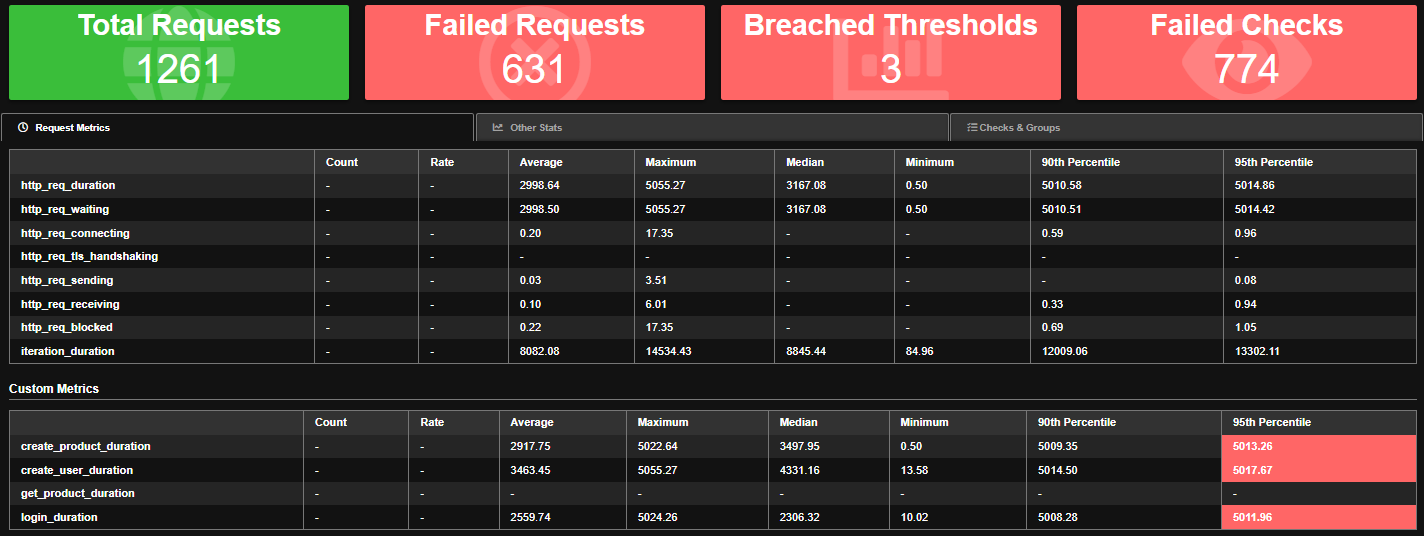 Total Requests Failed Requests Breached Thresholds Failed Checks
1261 631 3 774
Request Metrics Other Stats Checks & Groups
Count Rate Average Maximum Median Minimum 90th Percentile 95th Percentile
http_req_duration - - 2998.64 5055.27 3167.08 0.50 5010.58 5014.86
http_req_waiting - - 2998.50 5055.27 3167.08 0.50 5010.51 5014.42
http_req_connecting - - 0.20 17.35 - - 0.59 0.96
http_req_tls_handshaking - - - - - - - -
http_req_sending - - 0.03 3.51 - - - 0.08
http_req_receiving - - 0.10 6.01 - - 0.33 0.94
http_req_blocked - - 0.22 17.35 - - 0.69 1.05
iteration_duration - - 8082.08 14534.43 8845.44 84.96 12009.06 13302.11
Custom Metrics
Count Rate Average Maximum Median Minimum 90th Percentile 95th Percentile
create_product_duration - - 2917.75 5022.64 3497.95 0.50 5009.35 5013.26
create_user_duration - - 3463.45 5055.27 4331.16 13.58 5014.50 5017.67
get_product_duration - - - - - - - -
login_duration - - 2559.74 5024.26 2306.32 10.02 5008.28 5011.96